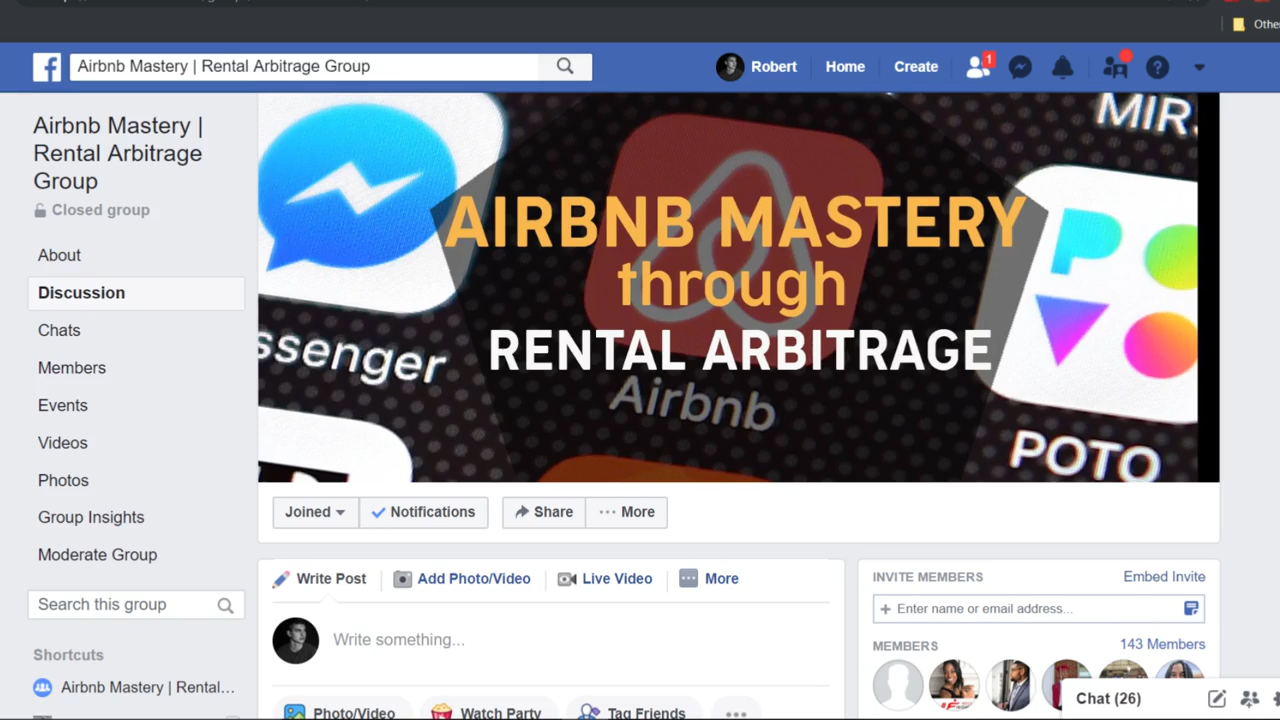 Other
Airbnb Mastery | Rental Arbitrage Group
Robert
Home
Create
1
Airbnb Mastery |
Rental Arbitrage
Group
Closed group
About
Discussion
Chats
Members
Events
Videos
Photos
Group Insights
Moderate Group
Search this group
Shortcuts
Airbnb Mastery | Rental...
MIR
AIRBNB MASTERY
through
RENTAL ARBITRAGE
ssenger
Airbnb
POTO
Joined
Notifications
Share
More
Write Post
Add Photo/Video
Live Video
More
Write something...
Photo/Video
Watch Party
Tag Friends
INVITE MEMBERS
Embed Invite
+ Enter name or email address...
MEMBERS
143 Members
Chat (26)